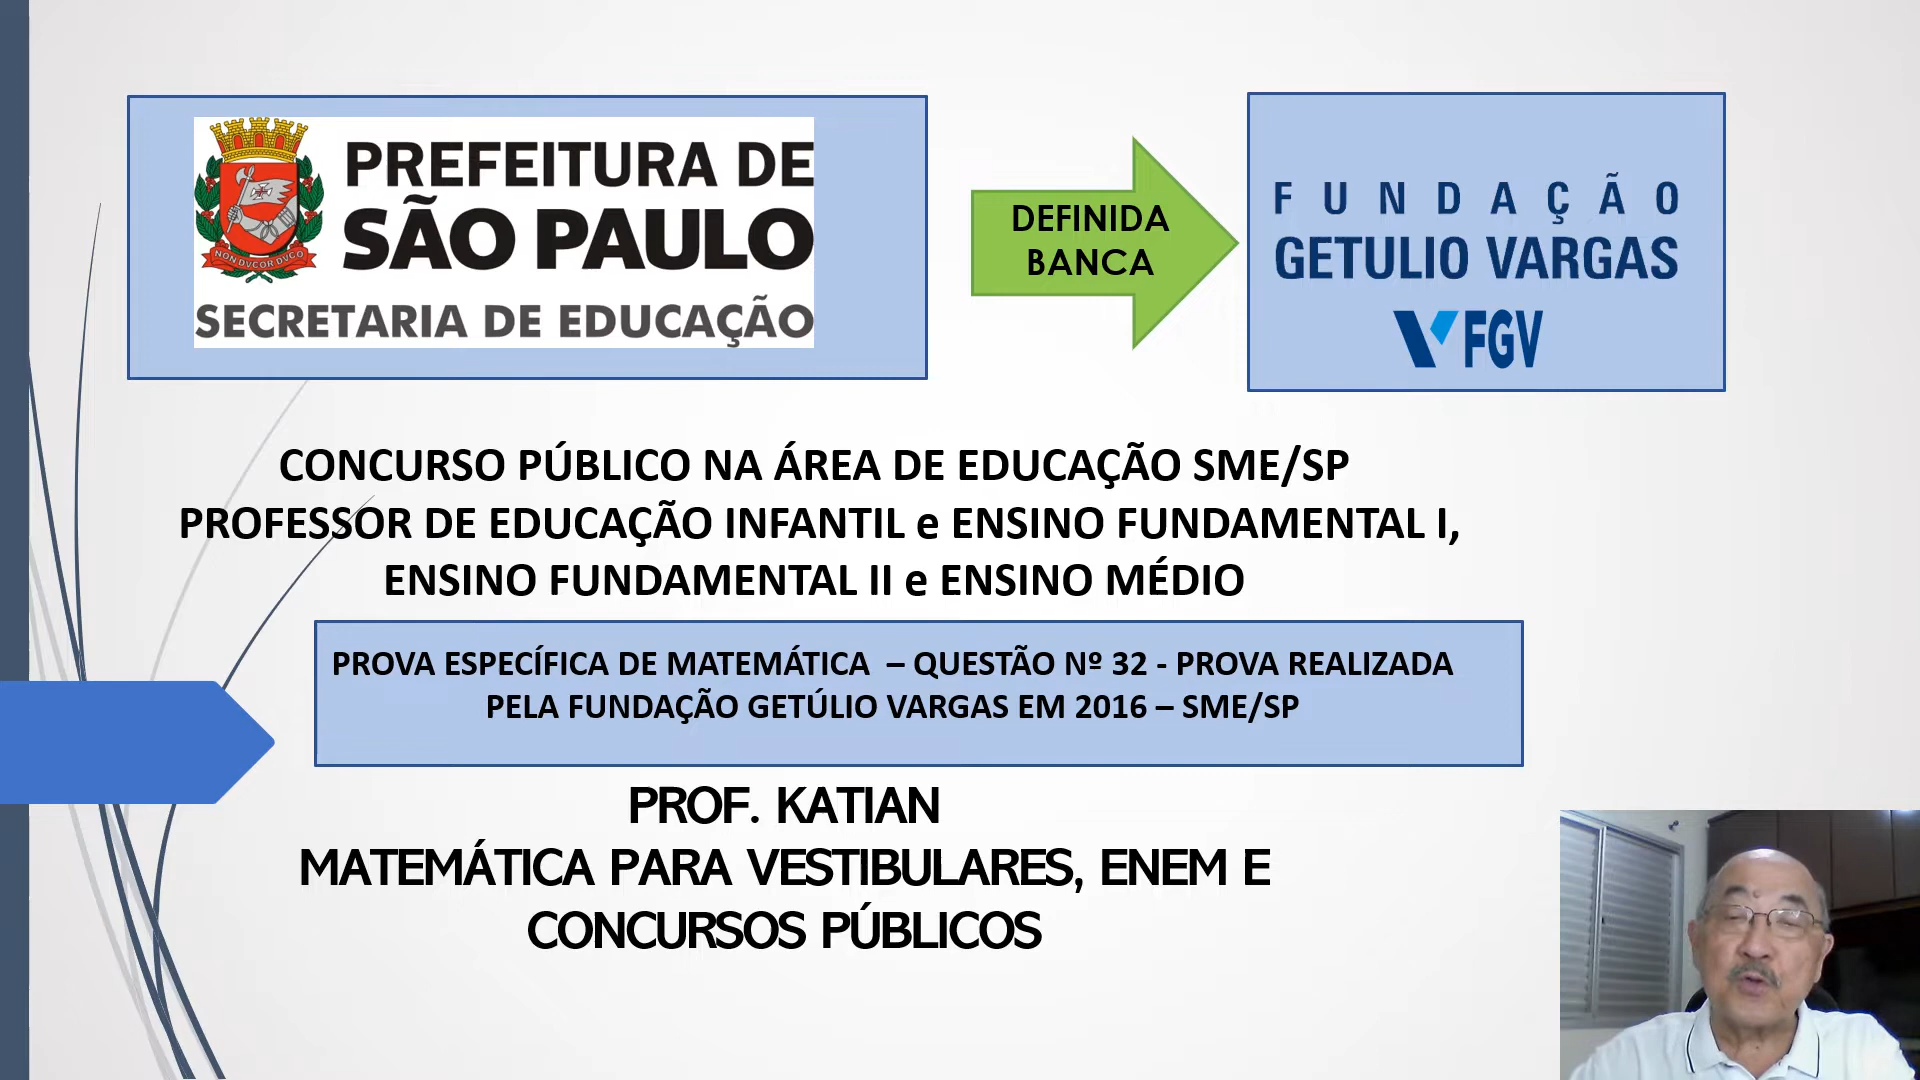 PREFEITURA DE
SÃO PAULO
NON DVCOR DVCO
SECRETARIA DE EDUCAÇÃO
DEFINIDA
BANCA
FUNDAÇÃO
GETULIO VARGAS
FGV
CONCURSO PÚBLICO NA ÁREA DE EDUCAÇÃO SME/SP
PROFESSOR DE EDUCAÇÃO INFANTIL e ENSINO FUNDAMENTAL I,
ENSINO FUNDAMENTAL II e ENSINO MÉDIO
PROVA ESPECÍFICA DE MATEMÁTICA – QUESTÃO Nº 32 - PROVA REALIZADA
PELA FUNDAÇÃO GETÚLIO VARGAS EM 2016 – SME/SP
PROF. KATIAN
MATEMÁTICA PARA VESTIBULARES, ENEM E
CONCURSOS PÚBLICOS